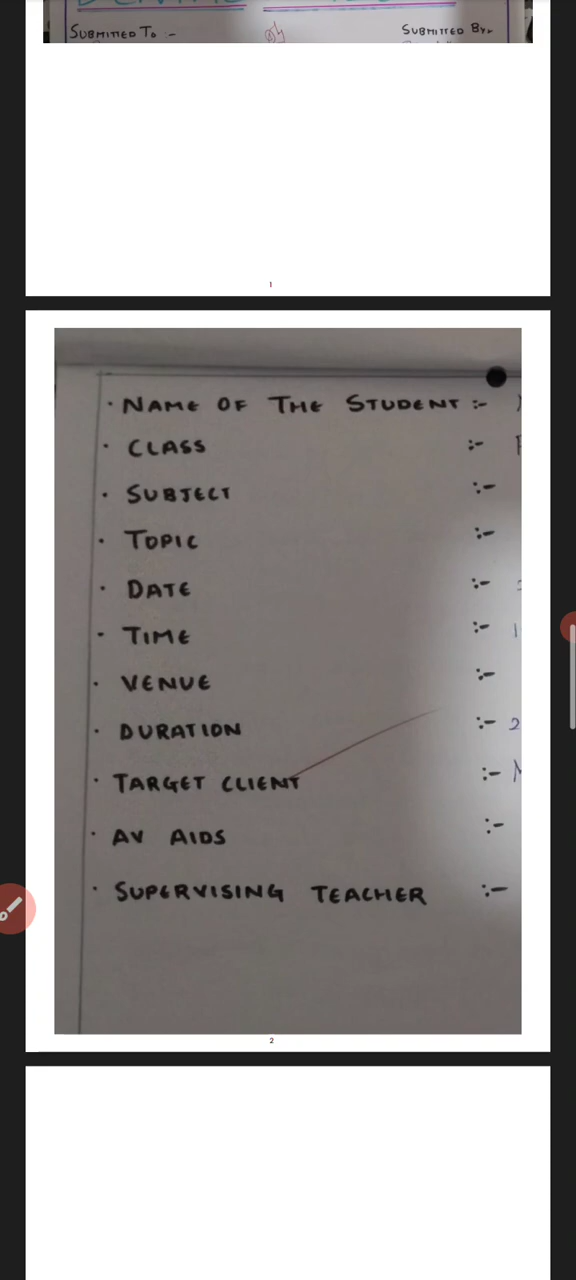 SUBMITTED TO :-
SUBMITTED BY:-
1
· NAME OF THE STUDENT :-
· CLASS :-
· SUBJECT :-
· TOPIC :-
· DATE :-
· TIME :-
· VENUE :-
· DURATION :- 2
· TARGET CLIENT :-
· AV AIDS :-
· SUPERVISING TEACHER :-
2